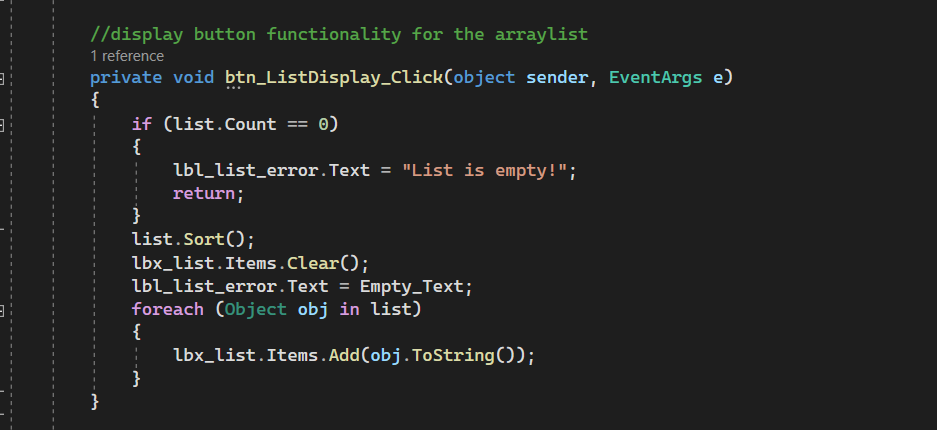 //display button functionality for the arraylist
1 reference
private void btn_ListDisplay_Click(object sender, EventArgs e)
{
if (list.Count == 0)
{
lbl_list_error.Text = "List is empty!";
return;
}
list.Sort();
lbx_list.Items.Clear();
lbl_list_error.Text = Empty_Text;
foreach (Object obj in list)
{
lbx_list.Items.Add(obj.ToString());
}
}